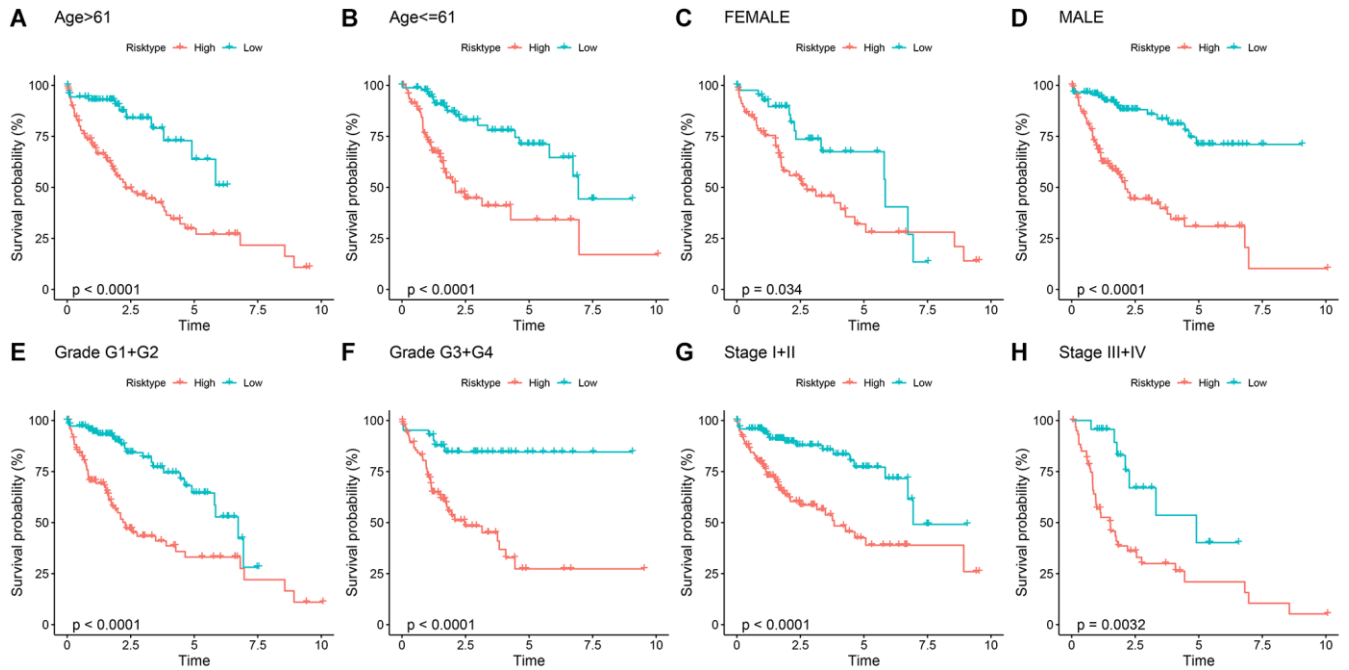 A Age>61
Risktype High Low
Survival probability (%)
100
75
50
25
0
p < 0.0001
0 2.5 5 7.5 10
Time
B Age<=61
Risktype High Low
Survival probability (%)
100
75
50
25
0
p < 0.0001
0 2.5 5 7.5 10
Time
C FEMALE
Risktype High Low
Survival probability (%)
100
75
50
25
0
p = 0.034
0 2.5 5 7.5 10
Time
D MALE
Risktype High Low
Survival probability (%)
100
75
50
25
0
p < 0.0001
0 2.5 5 7.5 10
Time
E Grade G1+G2
Risktype High Low
Survival probability (%)
100
75
50
25
0
p < 0.0001
0 2.5 5 7.5 10
Time
F Grade G3+G4
Risktype High Low
Survival probability (%)
100
75
50
25
0
p < 0.0001
0 2.5 5 7.5 10
Time
G Stage I+II
Risktype High Low
Survival probability (%)
100
75
50
25
0
p < 0.0001
0 2.5 5 7.5 10
Time
H Stage III+IV
Risktype High Low
Survival probability (%)
100
75
50
25
0
p = 0.0032
0 2.5 5 7.5 10
Time